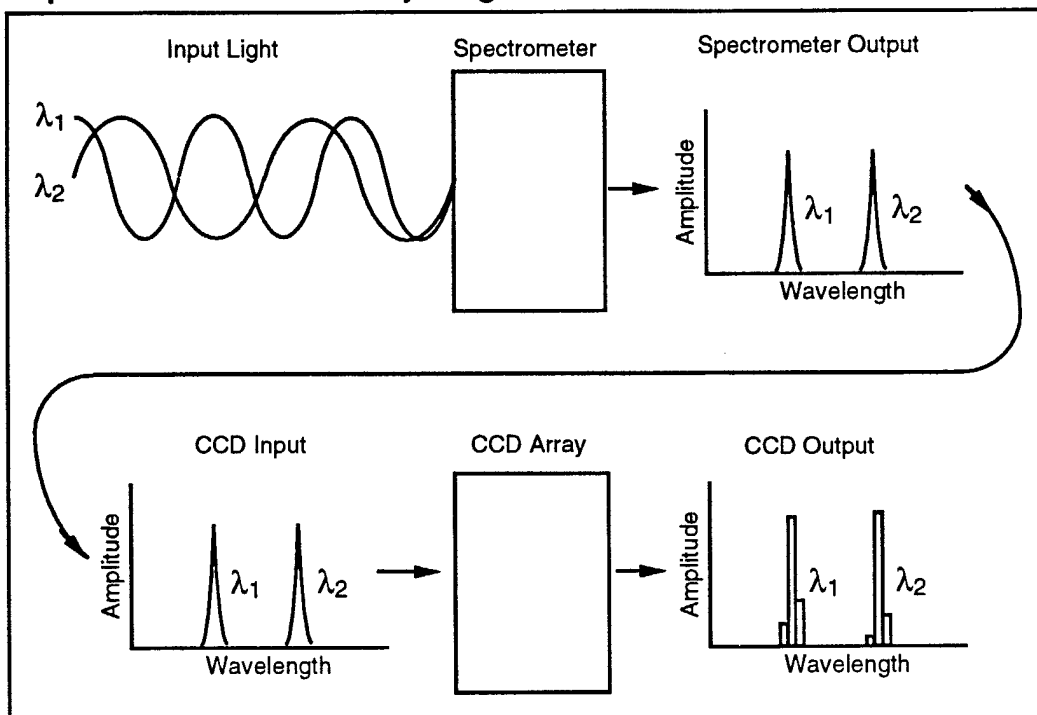 Input Light
Spectrometer
Spectrometer Output
λ1
λ2
Amplitude
λ1
λ2
Wavelength
CCD Input
CCD Array
CCD Output
Amplitude
λ1
λ2
Wavelength
Amplitude
λ1
λ2
Wavelength